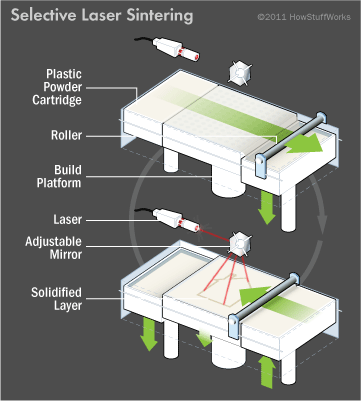 Selective Laser Sintering
©2011 HowStuffWorks
Plastic
Powder
Cartridge
Roller
Build
Platform
Laser
Adjustable
Mirror
Solidified
Layer